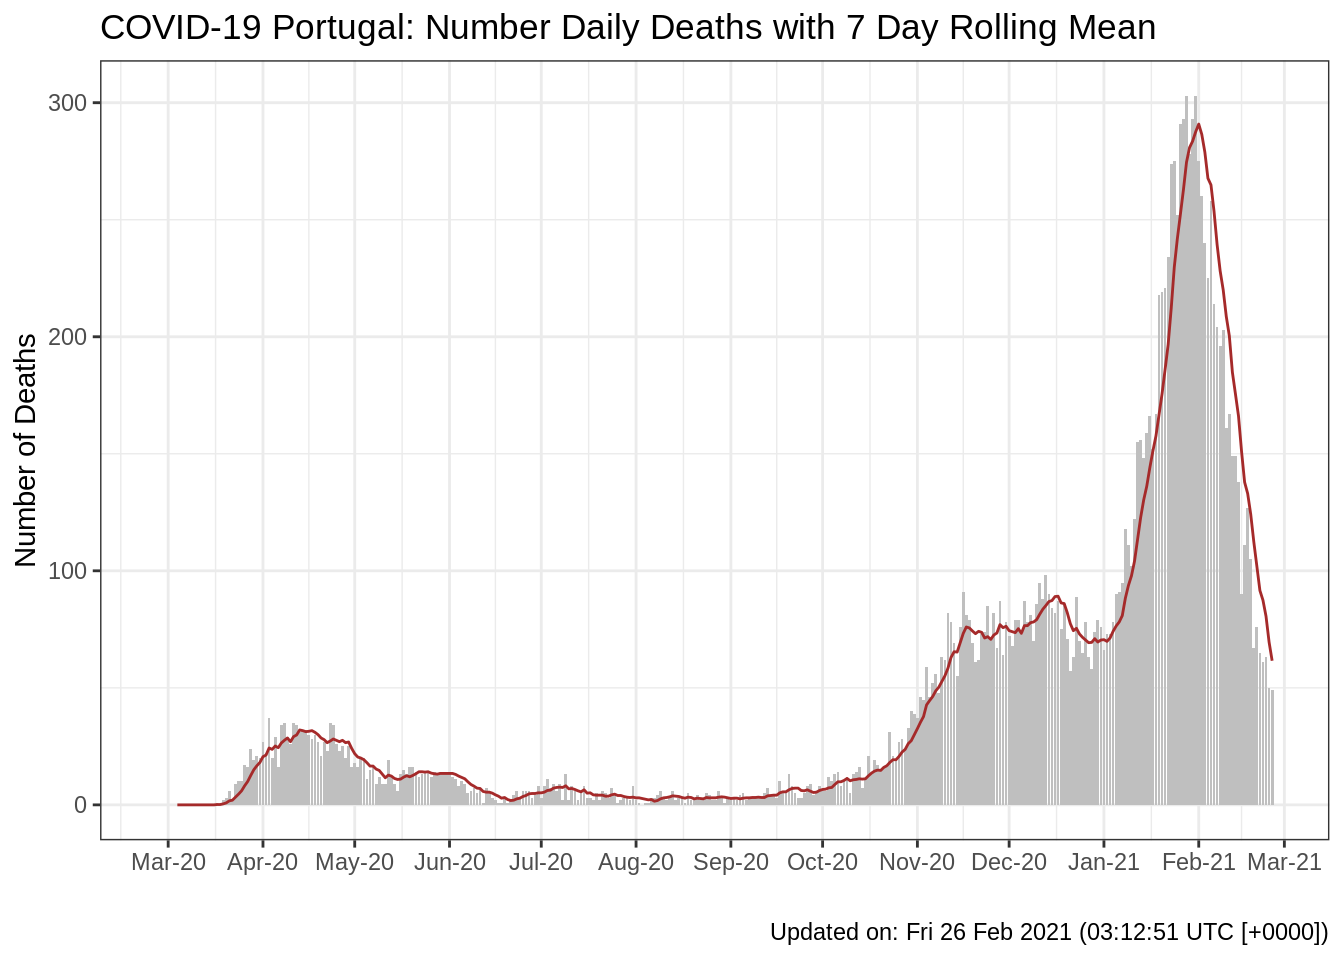 COVID-19 Portugal: Number Daily Deaths with 7 Day Rolling Mean
Number of Deaths
300
200
100
0
Mar-20 Apr-20 May-20 Jun-20 Jul-20 Aug-20 Sep-20 Oct-20 Nov-20 Dec-20 Jan-21 Feb-21 Mar-21
Updated on: Fri 26 Feb 2021 (03:12:51 UTC [+0000])